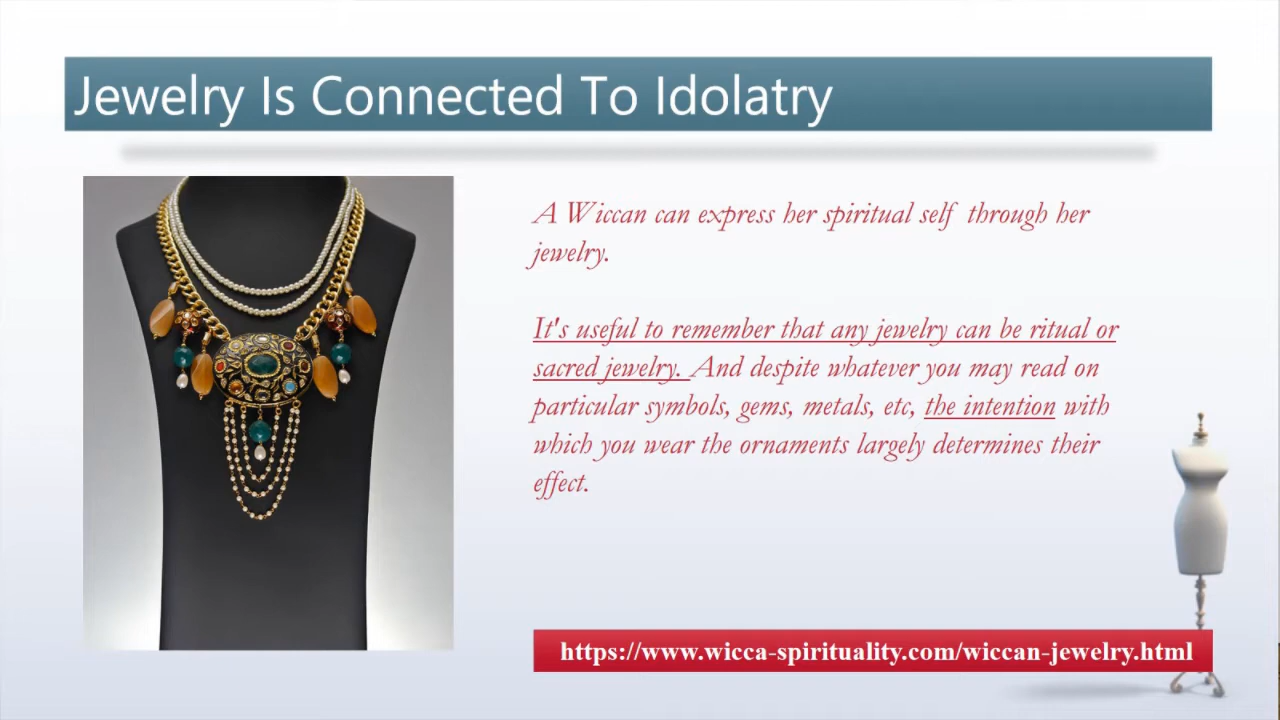 Jewelry Is Connected To Idolatry
A Wiccan can express her spiritual self through her
jewelry.
It's useful to remember that any jewelry can be ritual or
sacred jewelry. And despite whatever you may read on
particular symbols, gems, metals, etc, the intention with
which you wear the ornaments largely determines their
effect.
https://www.wicca-spirituality.com/wiccan-jewelry.html